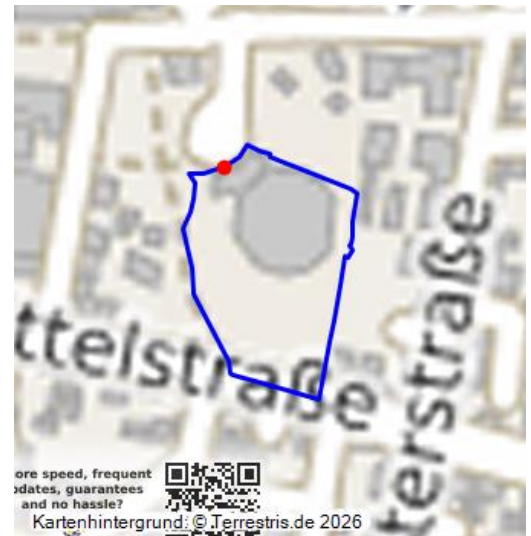 ttelstraße
terstraße
ore speed, frequent
pdates, guarantees
and no hassle?
Kartenhintergrund: © Terrestris.de 2026